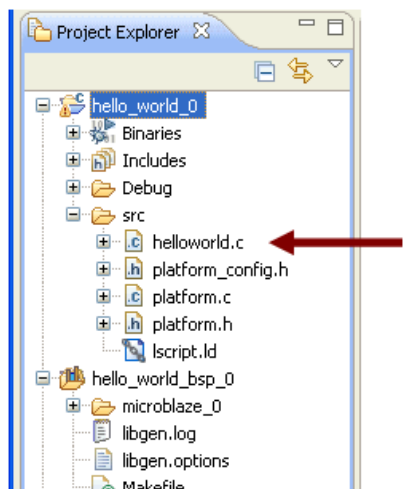 Project Explorer
hello_world_0
Binaries
Includes
Debug
src
helloworld.c
platform_config.h
platform.c
platform.h
lscript.ld
hello_world_bsp_0
microblaze_0
libgen.log
libgen.options
Makefile